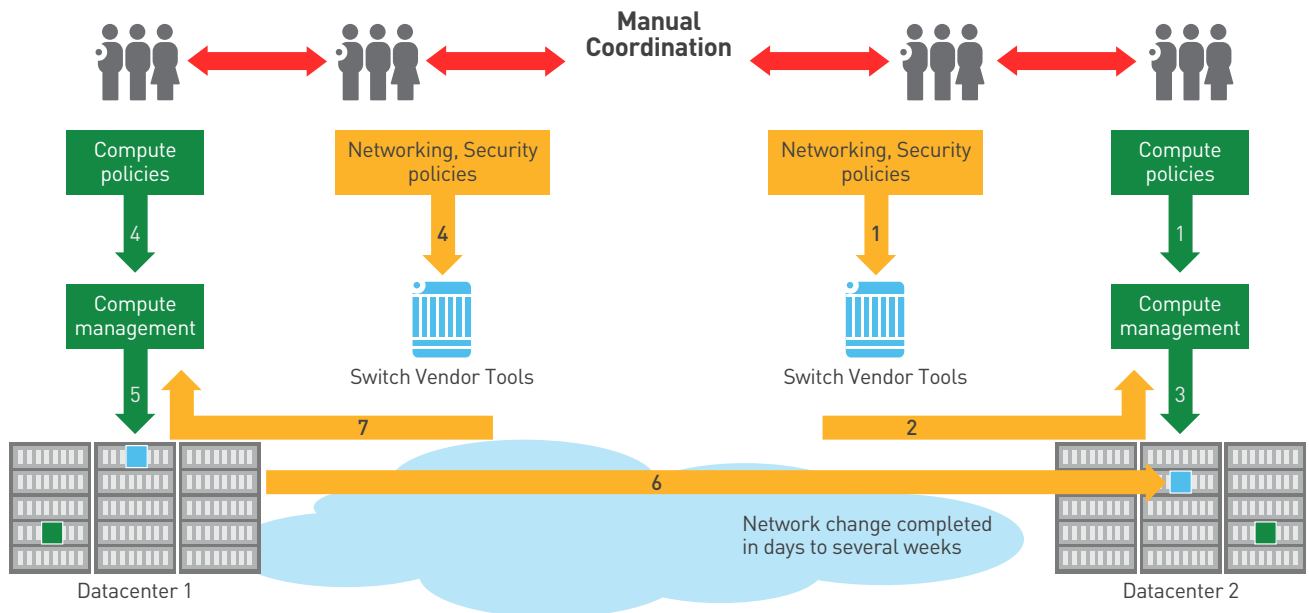 Manual
Coordination
Compute
policies
Networking, Security
policies
Networking, Security
policies
Compute
policies
4
4
1
1
Compute
management
Compute
management
Switch Vendor Tools
Switch Vendor Tools
5
3
7
2
6
Network change completed
in days to several weeks
Datacenter 1
Datacenter 2